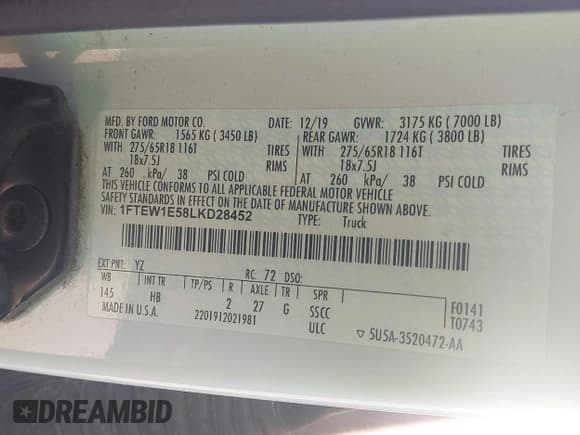 MFD. BY FORD MOTOR CO. DATE: 12/19 GVWR: 3175 KG ( 7000 LB)
FRONT GAWR: 1565 KG ( 3450 LB) REAR GAWR: 1724 KG ( 3800 LB)
WITH 275/65R18 116T TIRES WITH 275/65R18 116T TIRES
18x7.5J RIMS 18x7.5J RIMS
AT 260 kPa/ 38 PSI COLD AT 260 kPa/ 38 PSI COLD
THIS VEHICLE CONFORMS TO ALL APPLICABLE FEDERAL MOTOR VEHICLE
SAFETY STANDARDS IN EFFECT ON THE DATE OF MANUFACTURE SHOWN ABOVE.
VIN: 1FTEW1E58LKD28452 TYPE: Truck
EXT PNT: YZ RC: 72 DSO:
WB INT TR TP/PS R AXLE TR SPR
145 HB 2 27 G SSCC F0141
MADE IN U.S.A. 2201912021981 ULC T0743
▽ 5U5A-3520472-AA
DREAMBID